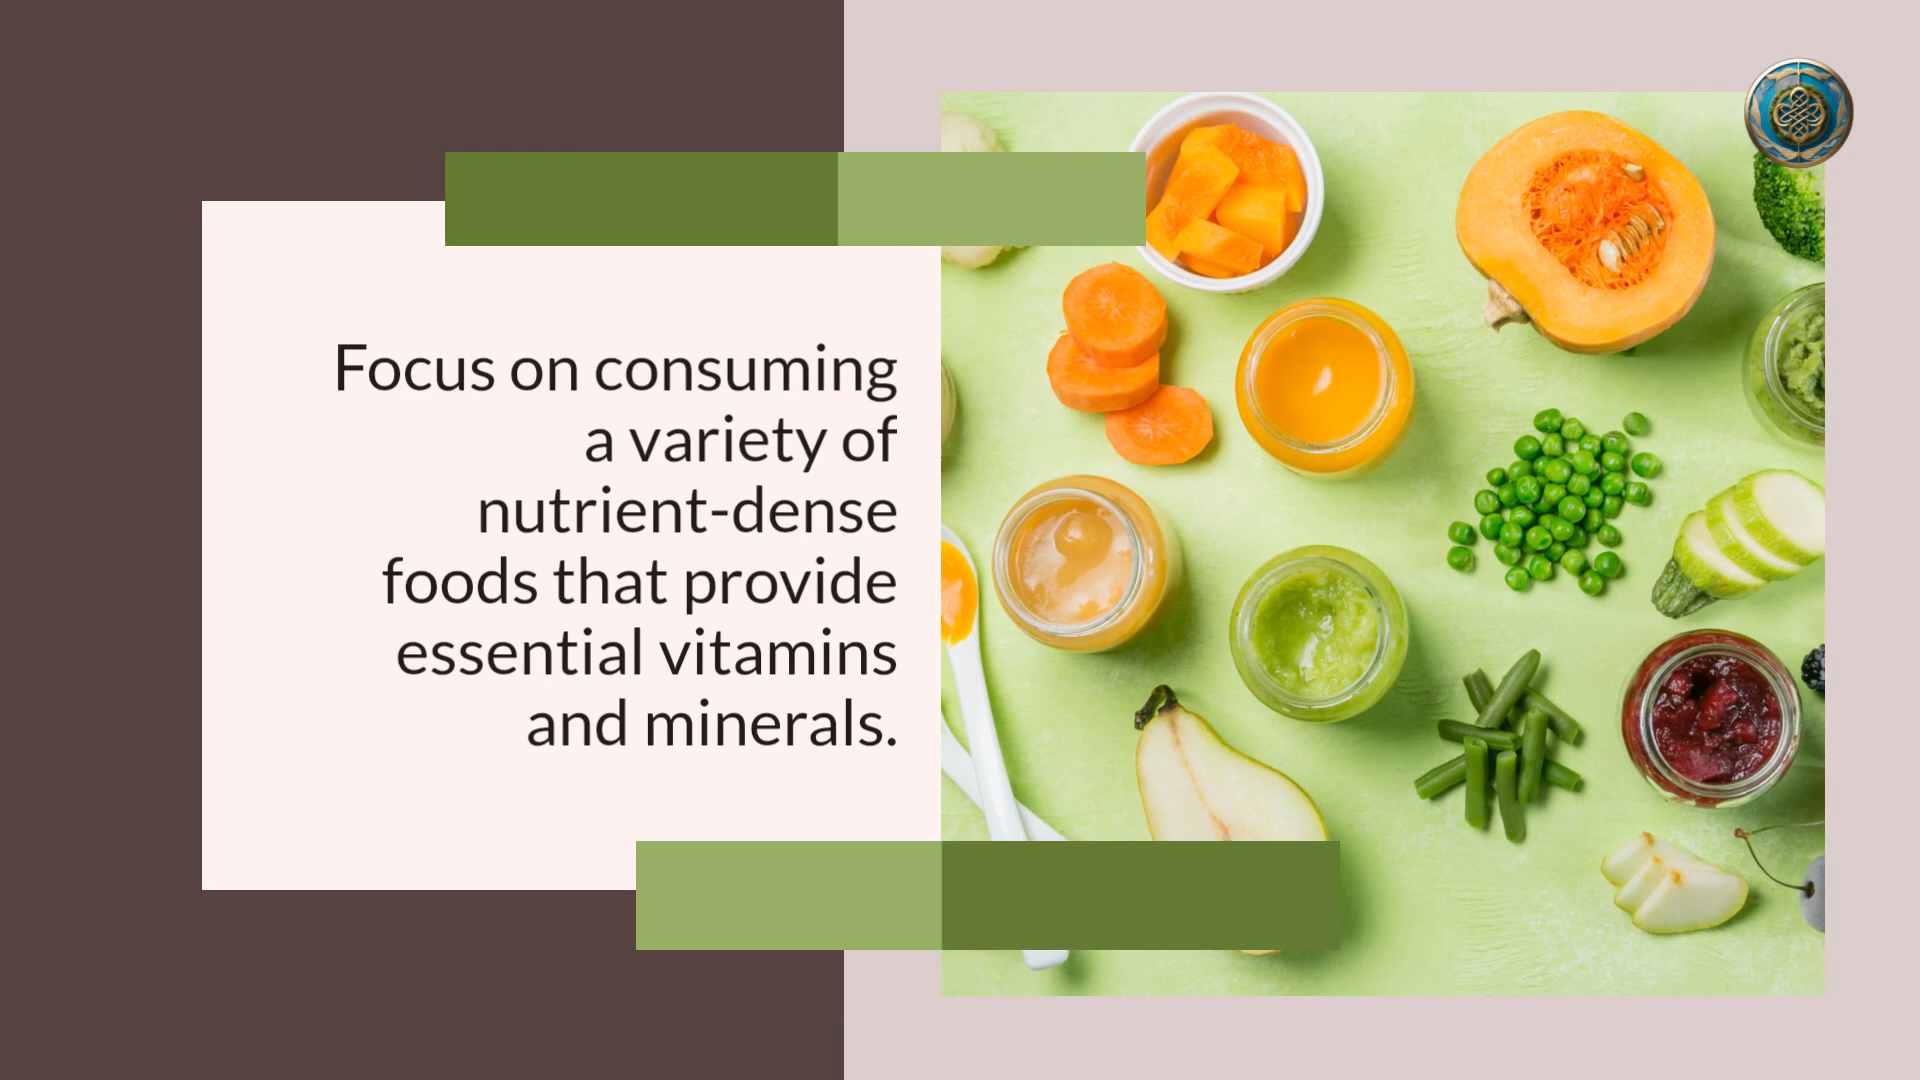 Focus on consuming
a variety of
nutrient-dense
foods that provide
essential vitamins
and minerals.